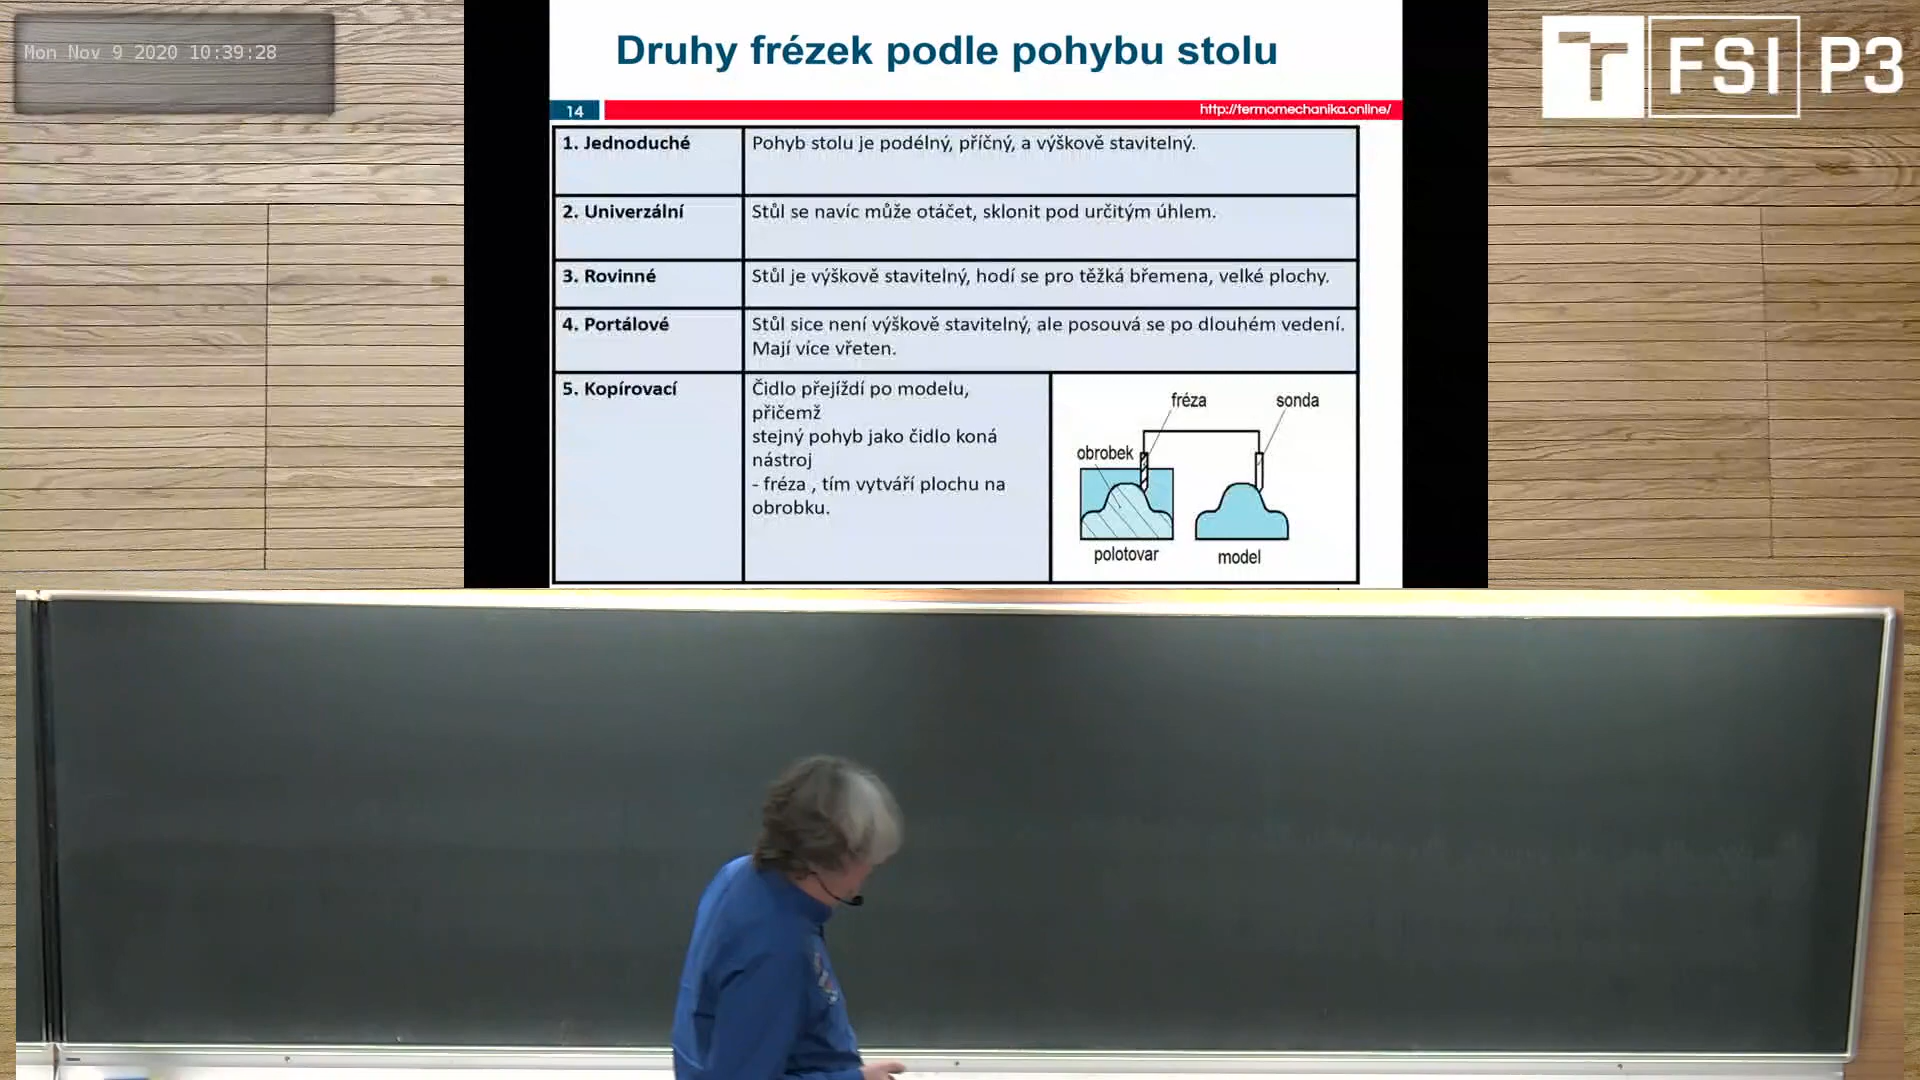 Mon Nov 9 2020 10:39:28
Druhy frézek podle pohybu stolu
T FSI P3
14
http://termomechanika.online/
1. Jednoduché
Pohyb stolu je podélný, příčný, a výškově stavitelný.
2. Univerzální
Stůl se navíc může otáčet, sklonit pod určitým úhlem.
3. Rovinné
Stůl je výškově stavitelný, hodí se pro těžká břemena, velké plochy.
4. Portálové
Stůl sice není výškově stavitelný, ale posouvá se po dlouhém vedení.
Mají více vřeten.
5. Kopírovací
Čidlo přejíždí po modelu,
přičemž
stejný pohyb jako čidlo koná
nástroj
- fréza , tím vytváří plochu na
obrobku.
fréza
sonda
obrobek
polotovar
model